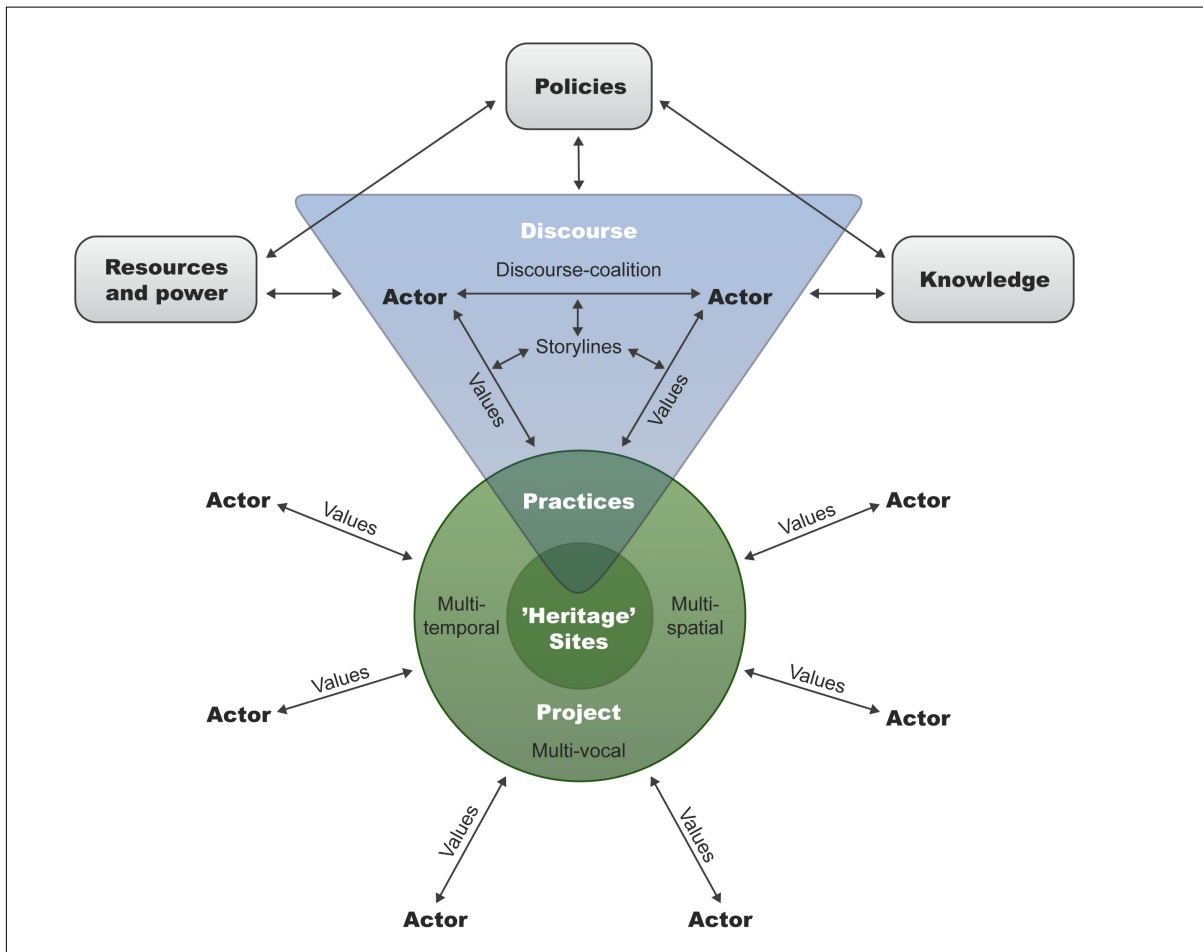 Policies
Discourse
Resources
and power
Discourse-coalition
Knowledge
Actor
Actor
Storylines
Values
Values
Actor
Values
Practices
Values
Actor
Multi-
temporal
'Heritage'
Sites
Multi-
spatial
Actor
Values
Project
Values
Actor
Multi-vocal
Values
Values
Actor
Actor